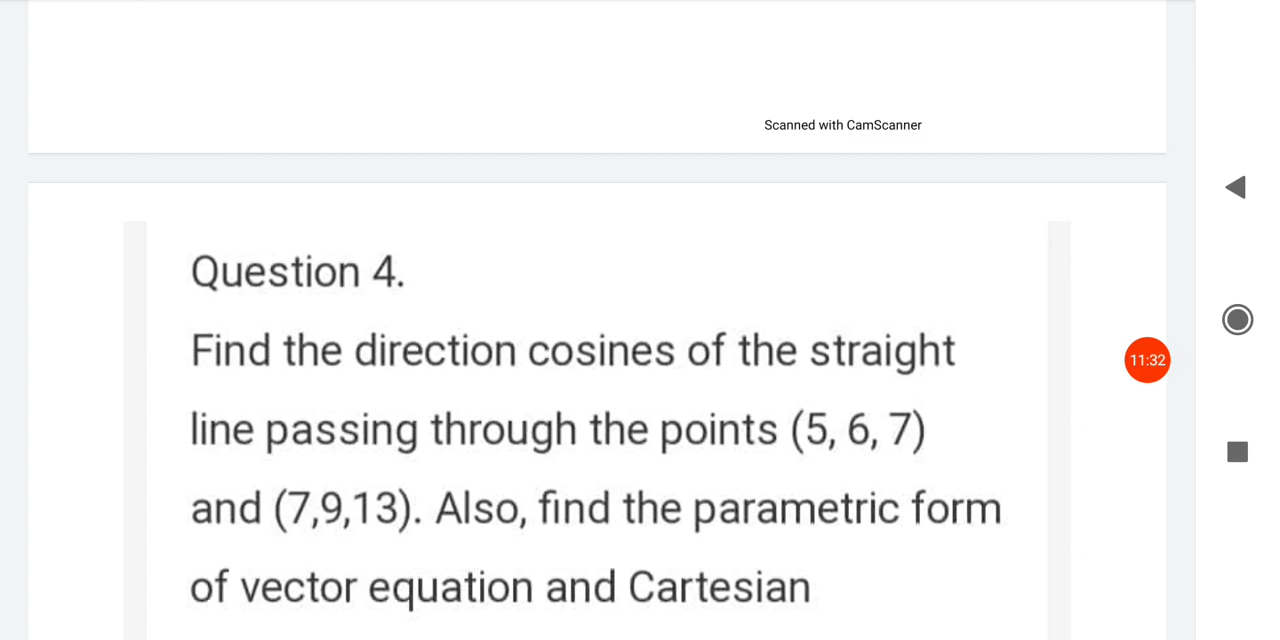 Scanned with CamScanner
Question 4.
Find the direction cosines of the straight
line passing through the points (5, 6, 7)
and (7,9,13). Also, find the parametric form
of vector equation and Cartesian
11:32